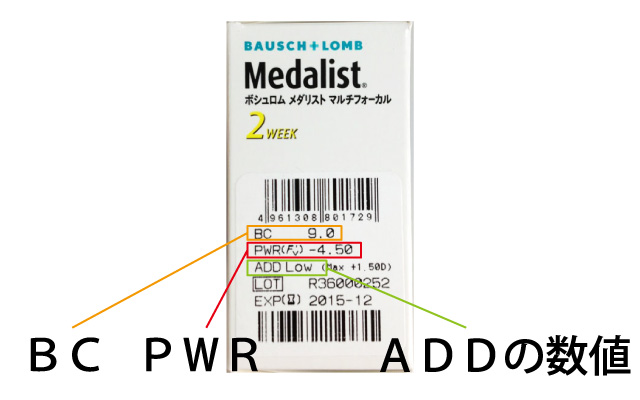 BAUSCH+LOMB
Medalist®
ボシュロム メダリスト マルチフォーカル
2 WEEK
4 961308 801729
BC 9.0
PWR(F'v) -4.50
ADD Low (Max +1.50D)
LOT R36000252
EXP(⌛) 2015-12
ＢＣ ＰＷＲ ＡＤＤの数値